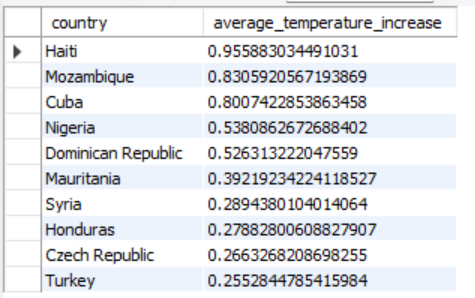 country average_temperature_increase
Haiti 0.955883034491031
Mozambique 0.8305920567193869
Cuba 0.8007422853863458
Nigeria 0.5380862672688402
Dominican Republic 0.526313222047559
Mauritania 0.39219234224118527
Syria 0.2894380104014064
Honduras 0.27882800608827907
Czech Republic 0.2663268208698255
Turkey 0.2552844785415984